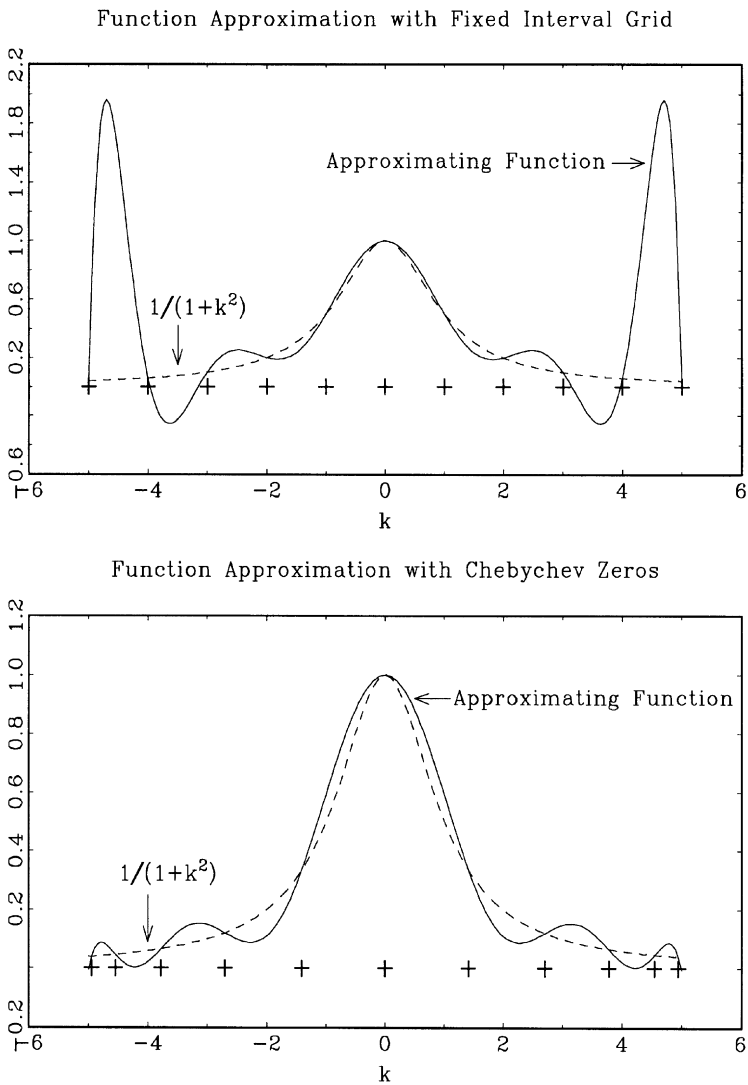 Function Approximation with Fixed Interval Grid
2.2
1.8
1.4
1.0
0.6
0.2
-0.6
Approximating Function
1/(1+k²)
-6 -4 -2 0 2 4 6
k
Function Approximation with Chebychev Zeros
1.2
1.0
0.8
0.6
0.4
0.2
-0.2
Approximating Function
1/(1+k²)
-6 -4 -2 0 2 4 6
k